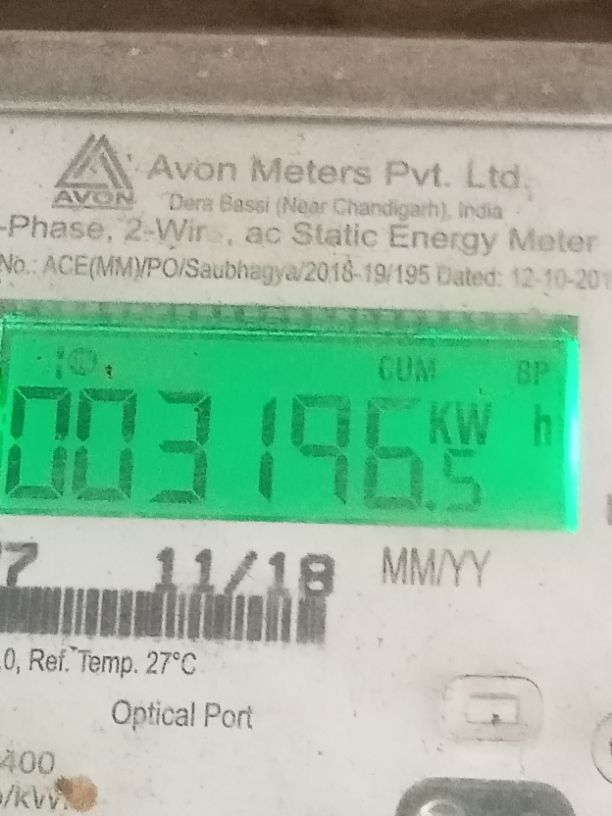 AVON
Avon Meters Pvt. Ltd.
Dera Bassi (Near Chandigarh), India
-Phase, 2-Wire, ac Static Energy Meter
No.: ACE(MM)/PO/Saubhagya/2018-19/195 Dated: 12-10-201
CUM BP
003196.5 KW h
7 11/18 MM/YY
.0, Ref. Temp. 27°C
Optical Port
400
/kW